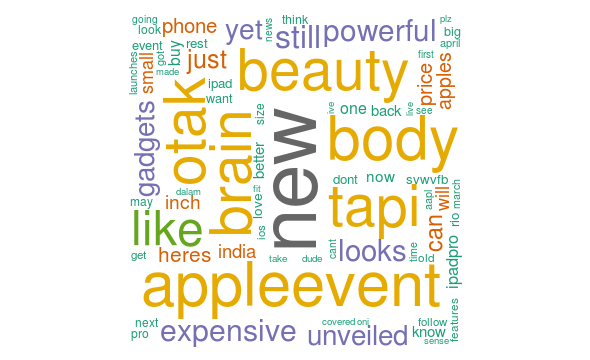 going
look
phone
yet
news
think
still
powerful
plz
big
april
event
launches
small
got
made
buy
rest
just
beauty
first
price
apples
ipad
want
otak
gadgets
brain
size
better
new
ive
one
back
live
see
body
dont
now
svwvfb
dalam
fit
love
ios
may
inch
like
tapi
aapl
will
can
march
rio
get
heres
india
take
dude
cant
looks
time
old
ipadpro
appleevent
features
next
pro
expensive
covered
onj
unveiled
follow
know
sense